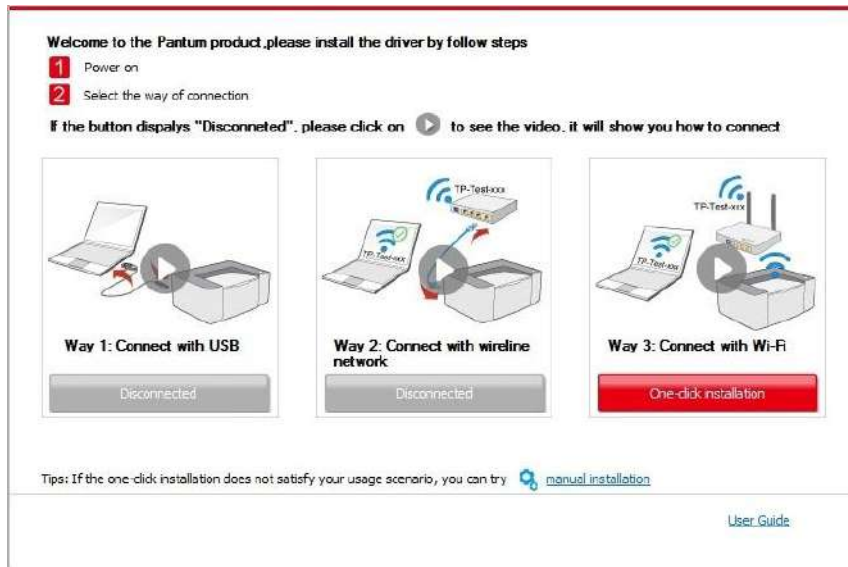 Welcome to the Pantum product,please install the driver by follow steps
1 Power on
2 Select the way of connection
If the button dispalys "Disconneted", please click on to see the video, it will show you how to connect
TP-Test-xxx
TP-Test-xxx
TP-Test-xxx
TP-Test-xxx
Way 1: Connect with USB
Way 2: Connect with wireline
network
Way 3: Connect with Wi-Fi
Disconnected
Disconnected
One-click installation
Tips: If the one-click installation does not satisfy your usage scenario, you can try manual installation
User Guide